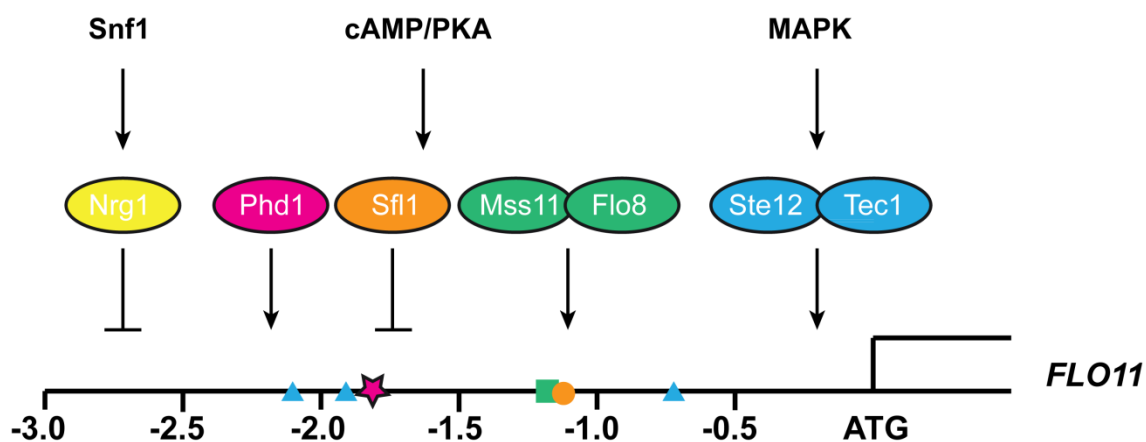 Snf1 cAMP/PKA MAPK
Nrg1 Phd1 Sfl1 Mss11 Flo8 Ste12 Tec1
FLO11
-3.0 -2.5 -2.0 -1.5 -1.0 -0.5 ATG